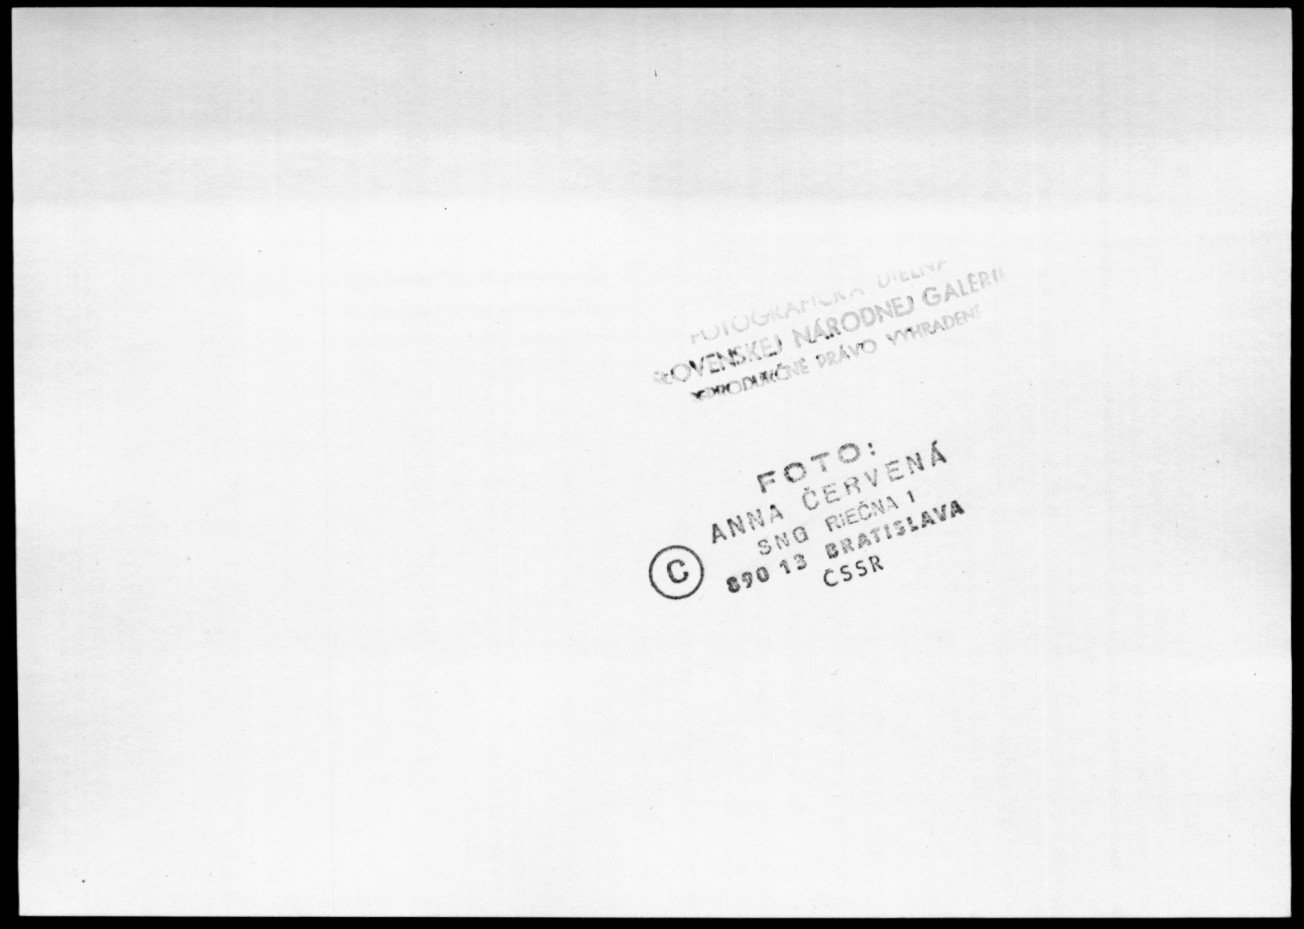 FOTOGRAFICKÁ DIELŇA
SLOVENSKEJ NÁRODNEJ GALÉRIE
REPRODUKČNÉ PRÁVO VYHRADENÉ
FOTO:
ANNA ČERVENÁ
SNG RIEČNA 1
© 890 13 BRATISLAVA
ČSSR